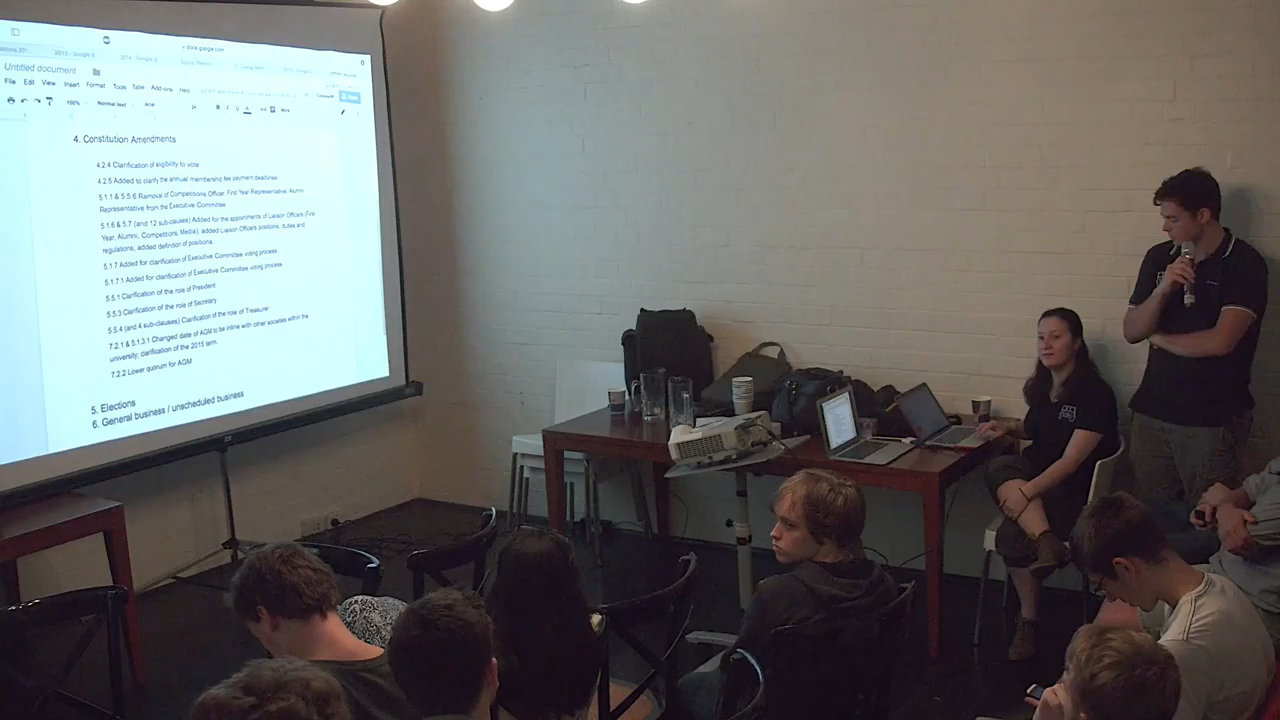 docs.google.com
Untitled document
File Edit View Insert Format Tools Table Add-ons Help
100% Normal text Arial
More
4. Constitution Amendments
4.2.4 Clarification of eligibility to vote
4.2.5 Added to clarify the annual membership fee payment deadlines
5.1.1 & 5.5.6 Removal of Competitions Officer, First Year Representative, Alumni
Representative from the Executive Committee
5.1.6 & 5.7 (and 12 sub-clauses) Added for the appointments of Liaison Officers (First
Year, Alumni, Competitions, Media), added Liaison Officers positions, duties and
regulations, added definition of positions.
5.1.7 Added for clarification of Executive Committee voting process
5.1.7.1 Added for clarification of Executive Committee voting process
5.5.1 Clarification of the role of President
5.5.3 Clarification of the role of Secretary
5.5.4 (and 4 sub-clauses) Clarification of the role of Treasurer
7.2.1 & 5.1.3.1 Changed date of AGM to be inline with other societies within the
university; clarification of the 2015 term.
7.2.2 Lower quorum for AGM
5. Elections
6. General business / unscheduled business